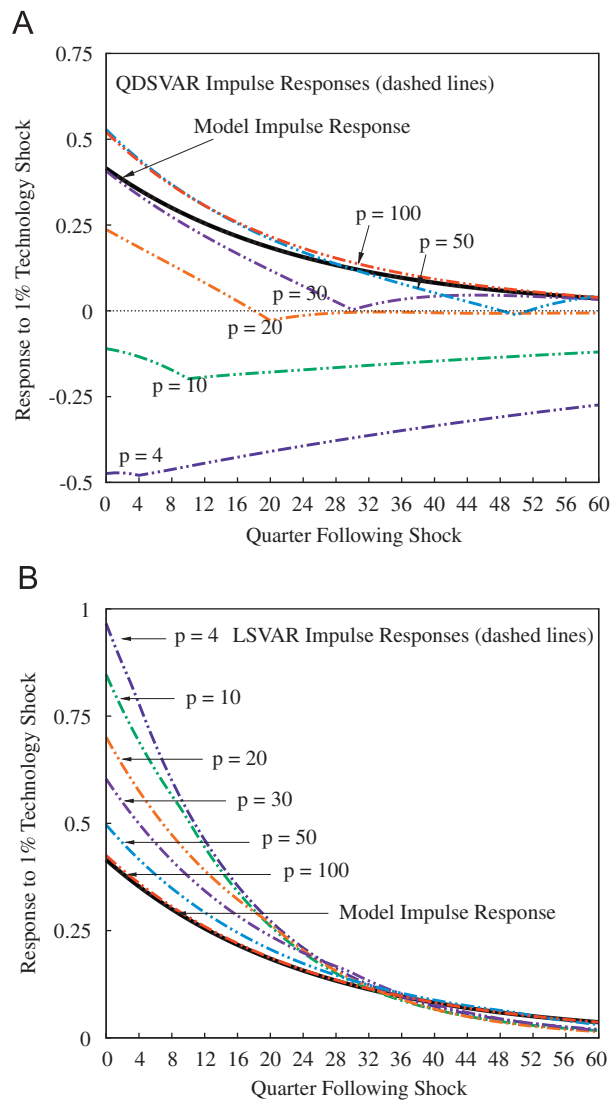 A
0.75
QDSVAR Impulse Responses (dashed lines)
Model Impulse Response
0.5
p = 100
0.25
p = 50
p = 30
0
p = 20
p = 10
-0.25
p = 4
-0.5
0 4 8 12 16 20 24 28 32 36 40 44 48 52 56 60
Quarter Following Shock
Response to 1% Technology Shock
B
1
p = 4
LSVAR Impulse Responses (dashed lines)
p = 10
0.75
p = 20
p = 30
0.5
p = 50
p = 100
Model Impulse Response
0.25
0
0 4 8 12 16 20 24 28 32 36 40 44 48 52 56 60
Quarter Following Shock
Response to 1% Technology Shock